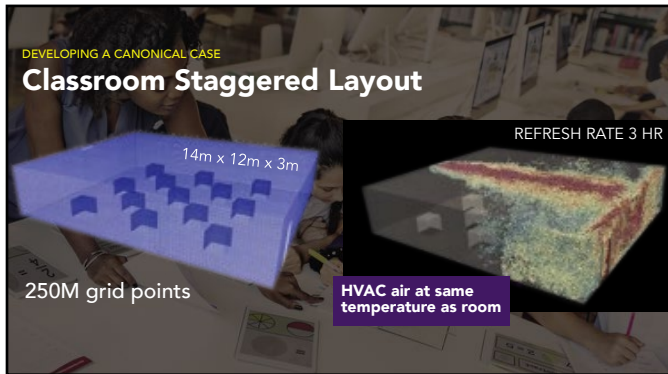 DEVELOPING A CANONICAL CASE
Classroom Staggered Layout
14m x 12m x 3m
REFRESH RATE 3 HR
250M grid points
HVAC air at same
temperature as room